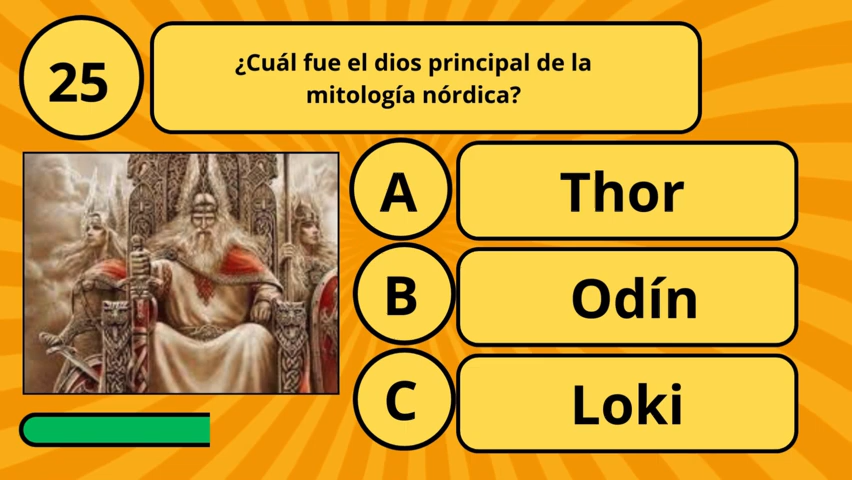 25
¿Cuál fue el dios principal de la
mitología nórdica?
A
Thor
B
Odín
C
Loki